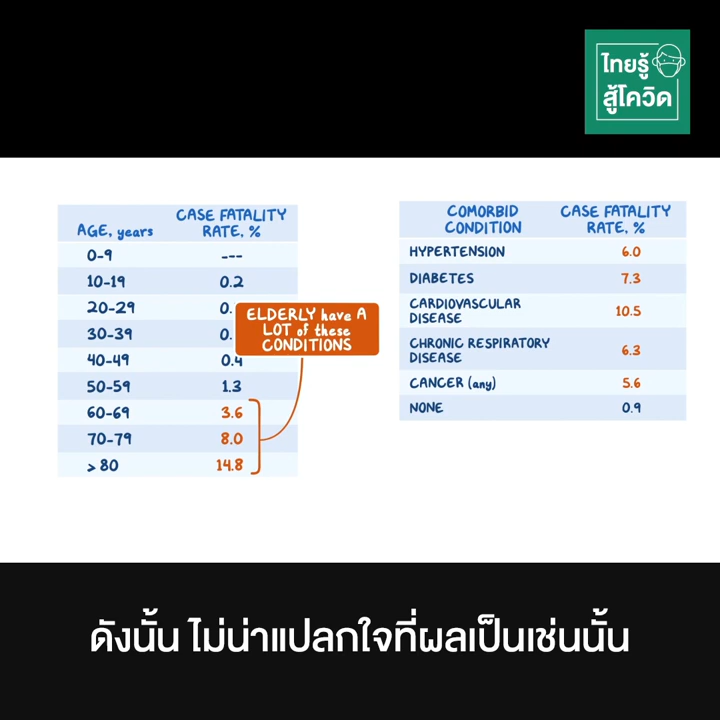 ไทยรู้
สู้โควิด
AGE, years CASE FATALITY RATE, %
0-9 ---
10-19 0.2
20-29 0.
30-39 0.
40-49 0.4
50-59 1.3
60-69 3.6
70-79 8.0
> 80 14.8
ELDERLY have A
LOT of these
CONDITIONS
COMORBID CONDITION CASE FATALITY RATE, %
HYPERTENSION 6.0
DIABETES 7.3
CARDIOVASCULAR DISEASE 10.5
CHRONIC RESPIRATORY DISEASE 6.3
CANCER (any) 5.6
NONE 0.9
ดังนั้น ไม่น่าแปลกใจที่ผลเป็นเช่นนั้น